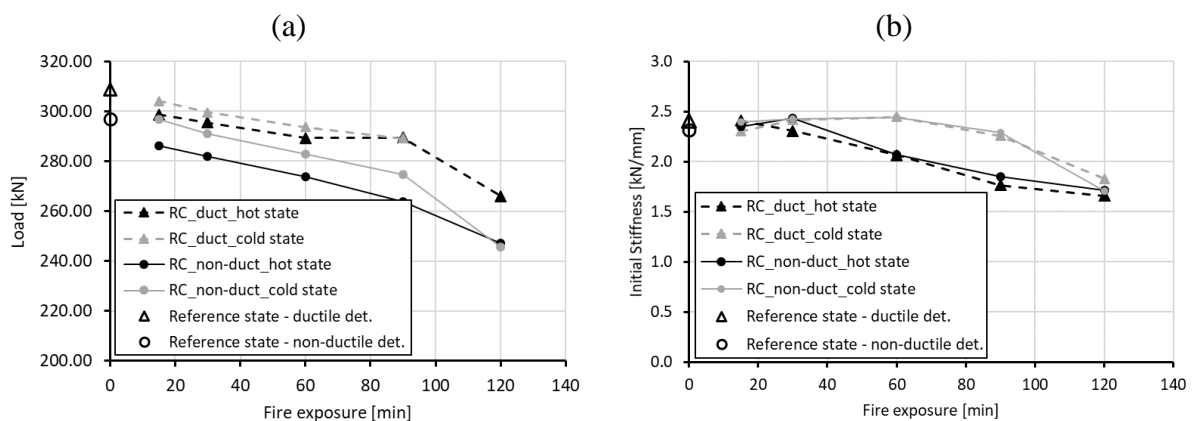 (a)
320.00
300.00
280.00
260.00
240.00
220.00
200.00
Load [kN]
RC_duct_hot state
RC_duct_cold state
RC_non-duct_hot state
RC_non-duct_cold state
Reference state - ductile det.
Reference state - non-ductile det.
0 20 40 60 80 100 120 140
Fire exposure [min]
(b)
3.0
2.5
2.0
1.5
1.0
0.5
0.0
Initial Stiffness [kN/mm]
RC_duct_hot state
RC_duct_cold state
RC_non-duct_hot state
RC_non-duct_cold state
Reference state - ductile det.
Reference state - non-ductile det.
0 20 40 60 80 100 120 140
Fire exposure [min]